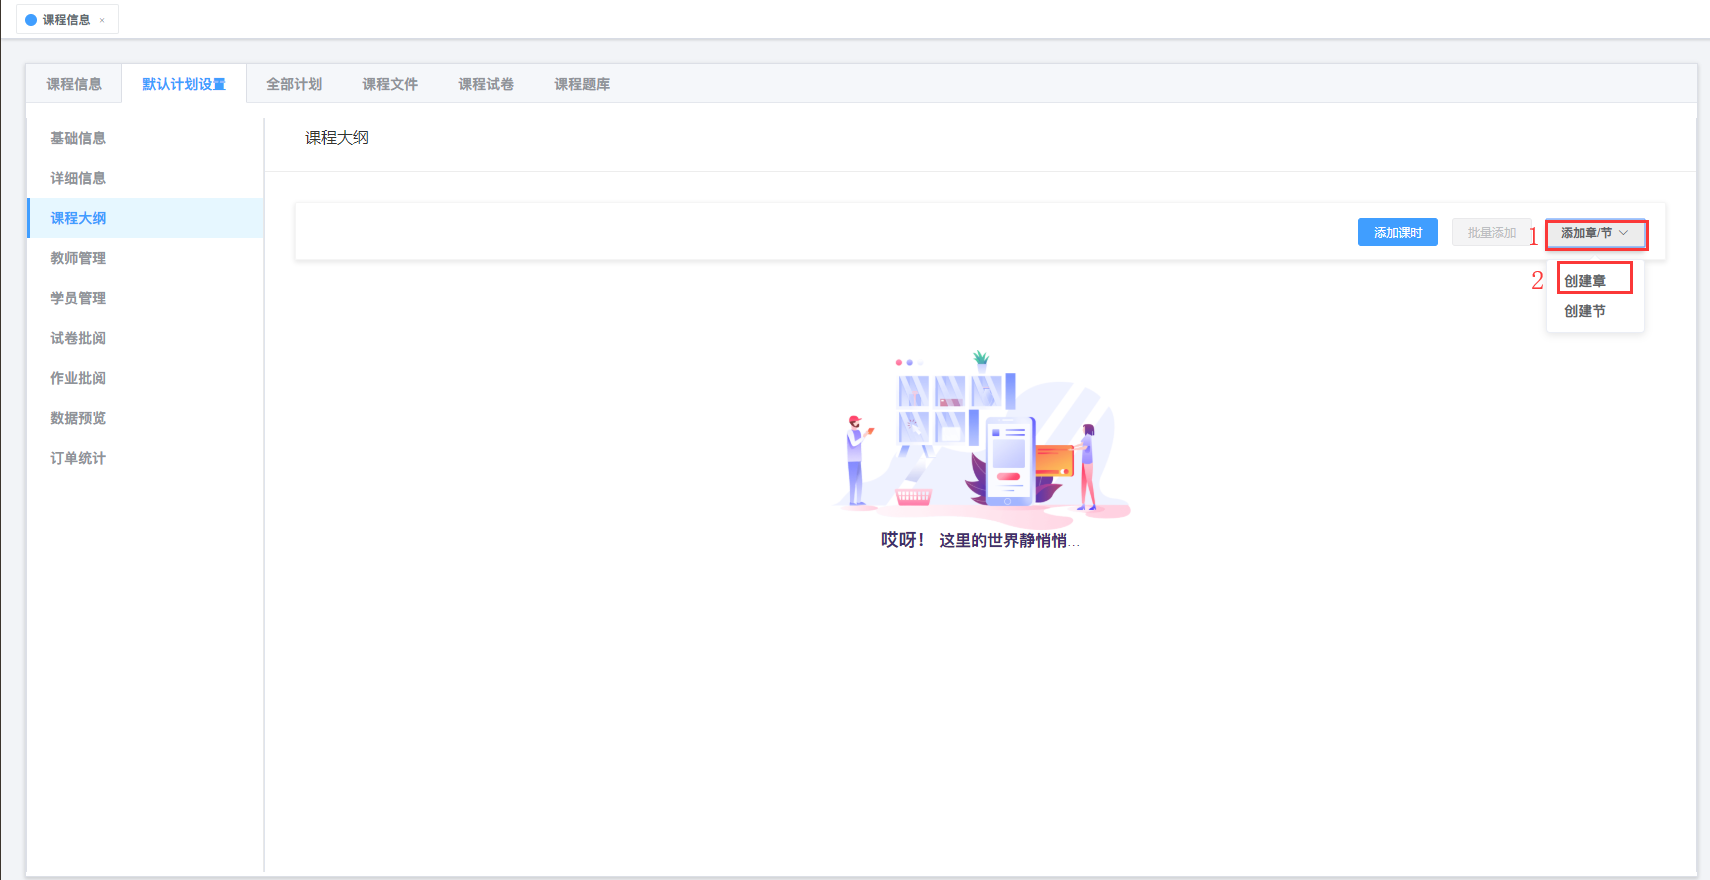 课程信息 ×
课程信息 默认计划设置 全部计划 课程文件 课程试卷 课程题库
基础信息
详细信息
课程大纲
教师管理
学员管理
试卷批阅
作业批阅
数据预览
订单统计
课程大纲
添加课时 批量添加 1 添加章/节
2 创建章
创建节
哎呀！ 这里的世界静悄悄...